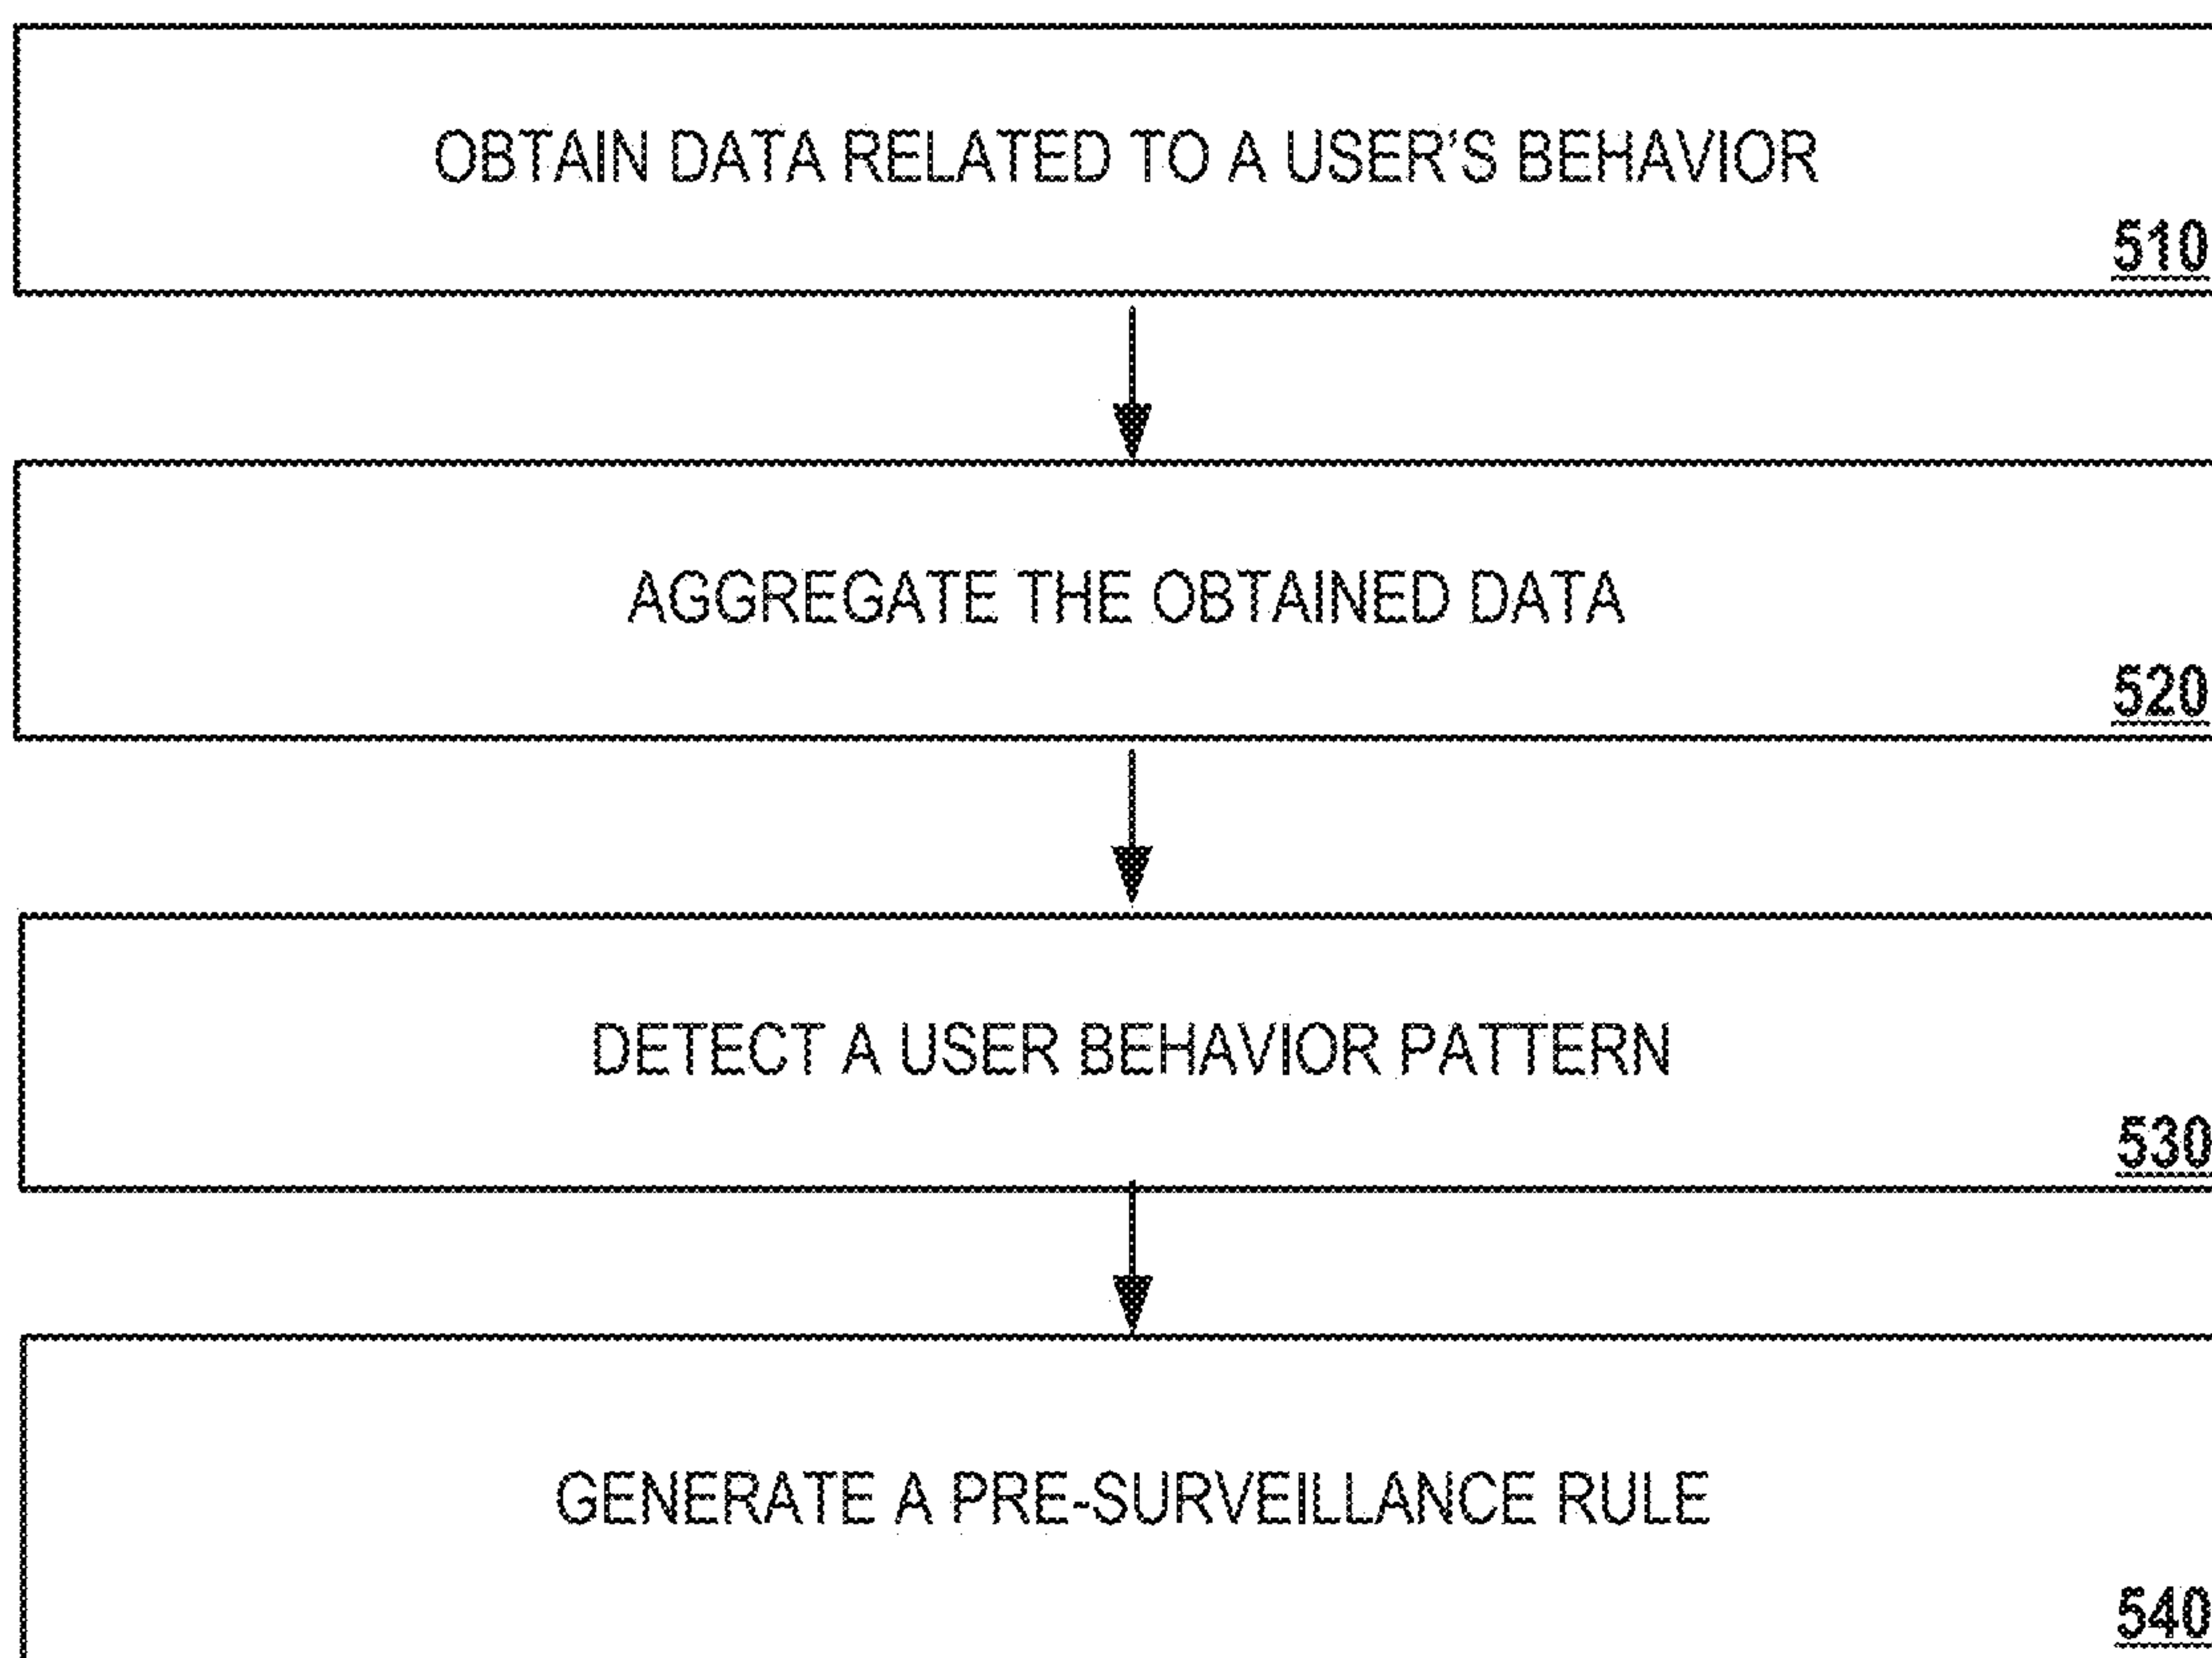 OBTAIN DATA RELATED TO A USER'S BEHAVIOR
510
AGGREGATE THE OBTAINED DATA
520
DETECT A USER BEHAVIOR PATTERN
530
GENERATE A PRE-SURVEILLANCE RULE
540